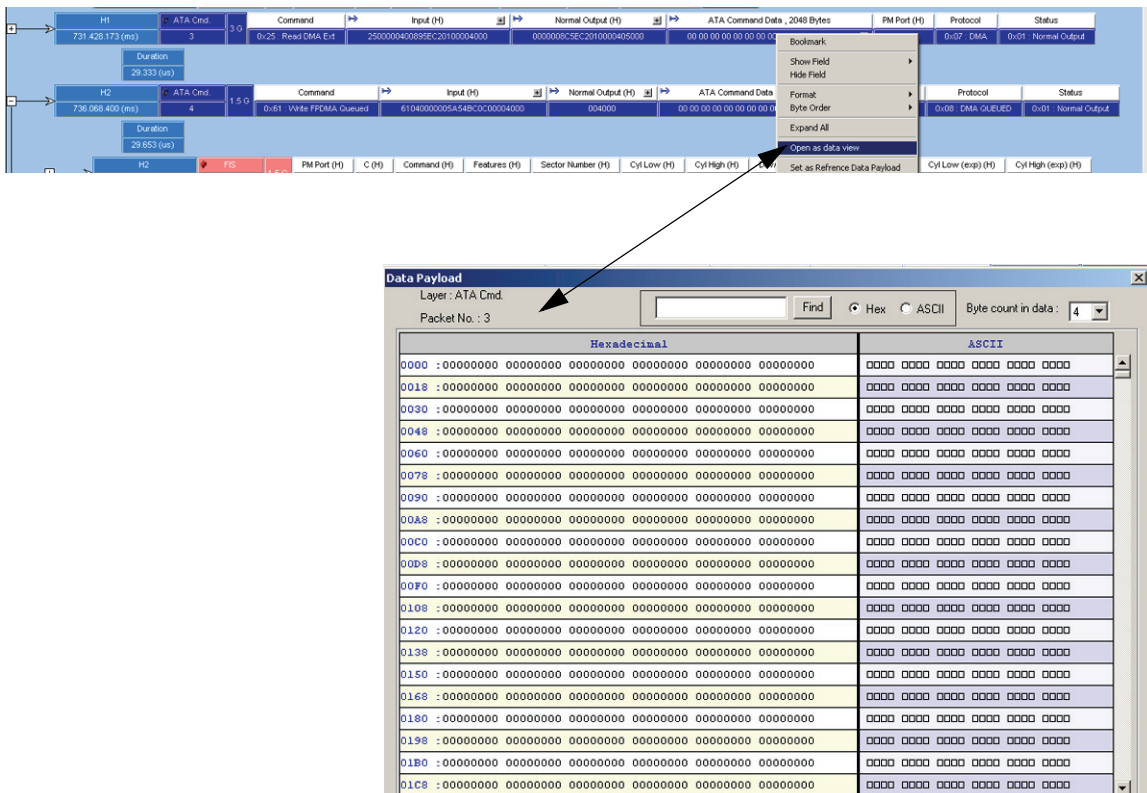 H1 ATA Cmd. 3 G Command Input (H) Normal Output (H) ATA Command Data , 2048 Bytes PM Port (H) Protocol Status
731.428.173 (ms) 3 0x25 : Read DMA Ext 2500000400895EC20100004000 0000008C5EC2010000405000 00 00 00 00 00 00 00 0x07 : DMA 0x01 : Normal Output
Duration
29.333 (us)
H2 ATA Cmd. 1.5 G Command Input (H) Normal Output (H) ATA Command Data Protocol Status
736.068.400 (ms) 4 0x61 : Write FPDMA Queued 61040000005A54BC0C00004000 004000 00 00 00 00 00 00 00 0x08 : DMA QUEUED 0x01 : Normal Output
Duration
29.653 (us)
H2 FIS PM Port (H) C (H) Command (H) Features (H) Sector Number (H) Cyl Low (H) Cyl High (H) Cyl Low (exp) (H) Cyl High (exp) (H)
Bookmark
Show Field
Hide Field
Format
Byte Order
Expand All
Open as data view
Set as Refrence Data Payload
Data Payload
Layer : ATA Cmd.
Packet No. : 3
Find Hex ASCII Byte count in data : 4
Hexadecimal ASCII
0000 :00000000 00000000 00000000 00000000 00000000 00000000
0018 :00000000 00000000 00000000 00000000 00000000 00000000
0030 :00000000 00000000 00000000 00000000 00000000 00000000
0048 :00000000 00000000 00000000 00000000 00000000 00000000
0060 :00000000 00000000 00000000 00000000 00000000 00000000
0078 :00000000 00000000 00000000 00000000 00000000 00000000
0090 :00000000 00000000 00000000 00000000 00000000 00000000
00A8 :00000000 00000000 00000000 00000000 00000000 00000000
00C0 :00000000 00000000 00000000 00000000 00000000 00000000
00D8 :00000000 00000000 00000000 00000000 00000000 00000000
00F0 :00000000 00000000 00000000 00000000 00000000 00000000
0108 :00000000 00000000 00000000 00000000 00000000 00000000
0120 :00000000 00000000 00000000 00000000 00000000 00000000
0138 :00000000 00000000 00000000 00000000 00000000 00000000
0150 :00000000 00000000 00000000 00000000 00000000 00000000
0168 :00000000 00000000 00000000 00000000 00000000 00000000
0180 :00000000 00000000 00000000 00000000 00000000 00000000
0198 :00000000 00000000 00000000 00000000 00000000 00000000
01B0 :00000000 00000000 00000000 00000000 00000000 00000000
01C8 :00000000 00000000 00000000 00000000 00000000 00000000